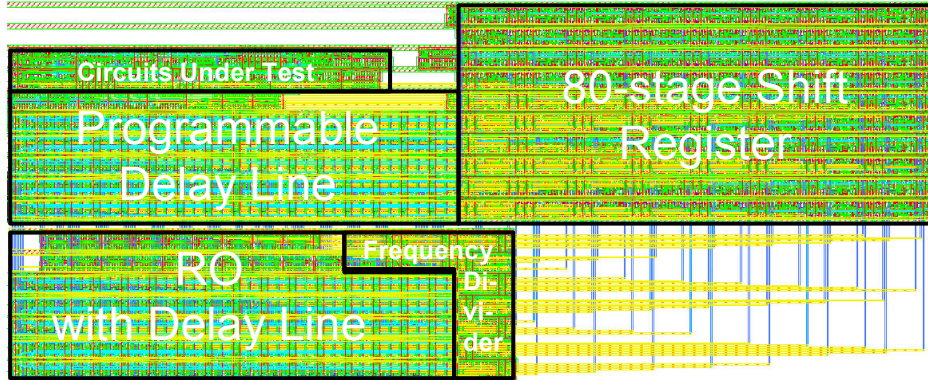 Circuits Under Test
Programmable
Delay Line
80-stage Shift
Register
RO
with Delay Line
Frequency
Di-
vi-
der